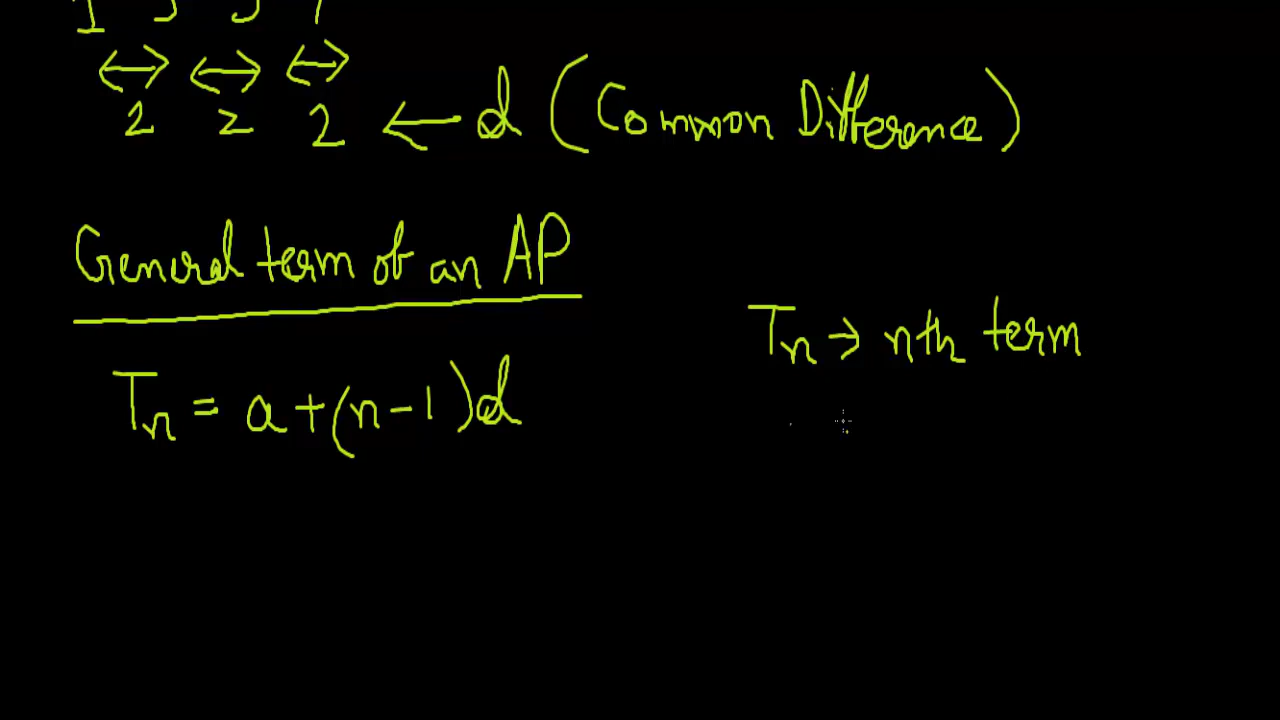 2 2 2 ← d (Common Difference)
General term of an AP
Tn → nth term
Tn = a + (n - 1) d